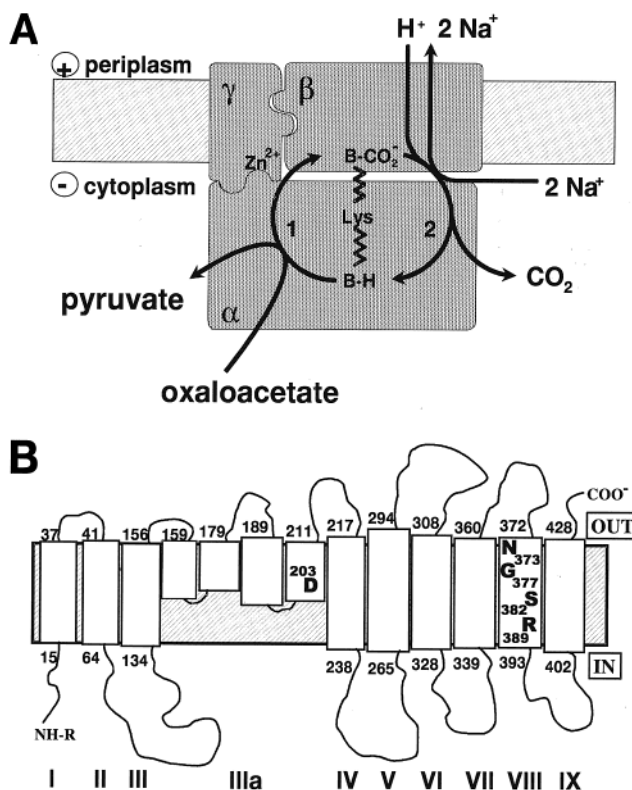 A
H+ 2 Na+
+ periplasm
γ β
Zn2+ B-CO2-
- cytoplasm
2 Na+
Lys
1 2
B-H CO2
pyruvate
α
oxaloacetate
B
COO-
37 41 156 159 179 189 211 217 294 308 360 372 428 OUT
N
373
G
203
D
377
S
382
R
389
15 64 134 238 265 328 339 393 402 IN
NH-R
I II III IIIa IV V VI VII VIII IX